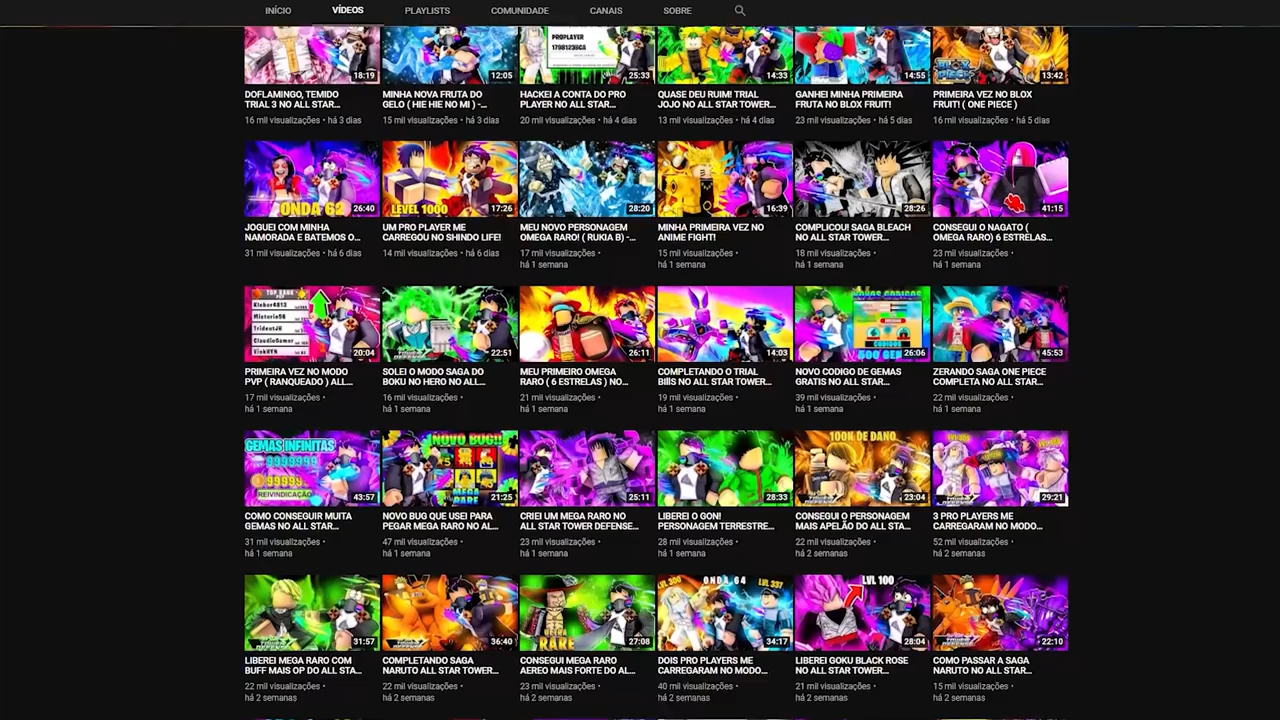 INÍCIO VÍDEOS PLAYLISTS COMUNIDADE CANAIS SOBRE
PROPLAYER
18:19 12:05 25:33 14:33 14:55 13:42
DOFLAMINGO, TEMIDO
TRIAL 3 NO ALL STAR...
16 mil visualizações • há 3 dias
MINHA NOVA FRUTA DO
GELO ( HIE HIE NO MI ) -...
15 mil visualizações • há 3 dias
HACKEI A CONTA DO PRO
PLAYER NO ALL STAR...
20 mil visualizações • há 4 dias
QUASE DEU RUIM! TRIAL
JOJO NO ALL STAR TOWER...
13 mil visualizações • há 4 dias
GANHEI MINHA PRIMEIRA
FRUTA NO BLOX FRUIT!
23 mil visualizações • há 5 dias
PRIMEIRA VEZ NO BLOX
FRUIT! ( ONE PIECE )
16 mil visualizações • há 5 dias
ONDA 62
LEVEL 1000
26:40 17:26 28:20 16:39 28:26 41:15
JOGUEI COM MINHA
NAMORADA E BATEMOS O...
31 mil visualizações • há 6 dias
UM PRO PLAYER ME
CARREGOU NO SHINDO LIFE!
14 mil visualizações • há 6 dias
MEU NOVO PERSONAGEM
OMEGA RARO! ( RUKIA B) -...
17 mil visualizações •
há 1 semana
MINHA PRIMEIRA VEZ NO
ANIME FIGHT!
15 mil visualizações •
há 1 semana
COMPLICOU! SAGA BLEACH
NO ALL STAR TOWER...
18 mil visualizações •
há 1 semana
CONSEGUI O NAGATO (
OMEGA RARO) 6 ESTRELAS...
23 mil visualizações •
há 1 semana
TOP RANK
Kleber4813
Misterio56
TridentJG
ClaudioGamer
NOVOS CODIGOS
CODIGOS
500 GEMS
20:04 22:51 26:11 14:03 26:06 45:53
PRIMEIRA VEZ NO MODO
PVP ( RANQUEADO ) ALL...
17 mil visualizações •
há 1 semana
SOLEI O MODO SAGA DO
BOKU NO HERO NO ALL...
16 mil visualizações •
há 1 semana
MEU PRIMEIRO OMEGA
RARO ( 6 ESTRELAS ) NO...
21 mil visualizações •
há 1 semana
COMPLETANDO O TRIAL
BIllS NO ALL STAR TOWER...
19 mil visualizações •
há 1 semana
NOVO CODIGO DE GEMAS
GRATIS NO ALL STAR...
39 mil visualizações •
há 1 semana
ZERANDO SAGA ONE PIECE
COMPLETA NO ALL STAR...
22 mil visualizações •
há 1 semana
GEMAS INFINITAS
9999999
REIVINDICAÇÃO
NOVO BUG!!
MEGA
RARE
100K DE DANO
43:57 21:25 25:11 28:33 23:04 29:21
COMO CONSEGUIR MUITA
GEMAS NO ALL STAR...
31 mil visualizações •
há 1 semana
NOVO BUG QUE USEI PARA
PEGAR MEGA RARO NO AL...
47 mil visualizações •
há 1 semana
CRIEI UM MEGA RARO NO
ALL STAR TOWER DEFENSE...
23 mil visualizações •
há 1 semana
LIBEREI O GON!
PERSONAGEM TERRESTRE...
28 mil visualizações •
há 1 semana
CONSEGUI O PERSONAGEM
MAIS APELÃO DO ALL STA...
22 mil visualizações •
há 2 semanas
3 PRO PLAYERS ME
CARREGARAM NO MODO...
52 mil visualizações •
há 2 semanas
ULTRA
RARE
LVL 300 ONDA 64 LVL 337
LVL 100
31:57 36:40 27:08 34:17 28:04 22:10
LIBEREI MEGA RARO COM
BUFF MAIS OP DO ALL STA...
22 mil visualizações •
há 2 semanas
COMPLETANDO SAGA
NARUTO ALL STAR TOWER...
22 mil visualizações •
há 2 semanas
CONSEGUI MEGA RARO
AEREO MAIS FORTE DO AL...
23 mil visualizações •
há 2 semanas
DOIS PRO PLAYERS ME
CARREGARAM NO MODO...
40 mil visualizações •
há 2 semanas
LIBEREI GOKU BLACK ROSE
NO ALL STAR TOWER...
21 mil visualizações •
há 2 semanas
COMO PASSAR A SAGA
NARUTO NO ALL STAR...
15 mil visualizações •
há 2 semanas